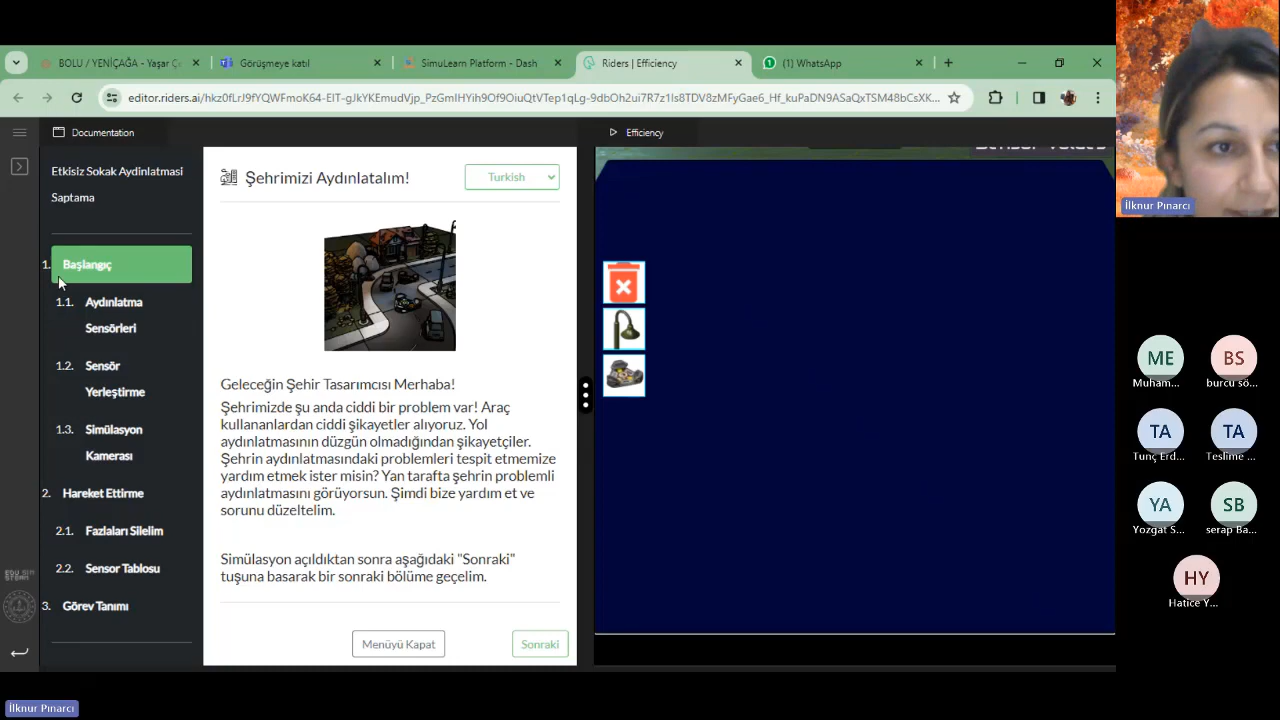 BOLU / YENİÇAĞA - Yaşar Ç
Görüşmeye katıl
SimuLearn Platform - Dash
Riders | Efficiency
(1) WhatsApp
editor.riders.ai/hkz0fLrJ9fYQWFmoK64-EIT-gJkYKEmudVjp_PzGmIHYih9Of9OiuQtVTep1qLg-9dbOh2ui7R7z1Is8TDV8zMFyGae6_Hf_kuPaDN9ASaQxTSM48bCsXK...
Documentation
Efficiency
Etkisiz Sokak Aydinlatmasi
Saptama
1. Başlangıç
1.1. Aydınlatma
Sensörleri
1.2. Sensör
Yerleştirme
1.3. Simülasyon
Kamerası
2. Hareket Ettirme
2.1. Fazlaları Silelim
2.2. Sensor Tablosu
3. Görev Tanımı
Şehrimizi Aydınlatalım!
Turkish
Geleceğin Şehir Tasarımcısı Merhaba!
Şehrimizde şu anda ciddi bir problem var! Araç
kullananlardan ciddi şikayetler alıyoruz. Yol
aydınlatmasının düzgün olmadığından şikayetçiler.
Şehrin aydınlatmasındaki problemleri tespit etmemize
yardım etmek ister misin? Yan tarafta şehrin problemli
aydınlatmasını görüyorsun. Şimdi bize yardım et ve
sorunu düzeltelim.
Simülasyon açıldıktan sonra aşağıdaki "Sonraki"
tuşuna basarak bir sonraki bölüme geçelim.
Menüyü Kapat
Sonraki
İlknur Pınarcı
ME
Muham...
BS
burcu sö...
TA
Tunç Erd...
TA
Teslime ...
YA
Yozgat S...
SB
serap Ba...
HY
Hatice Y...
İlknur Pınarcı